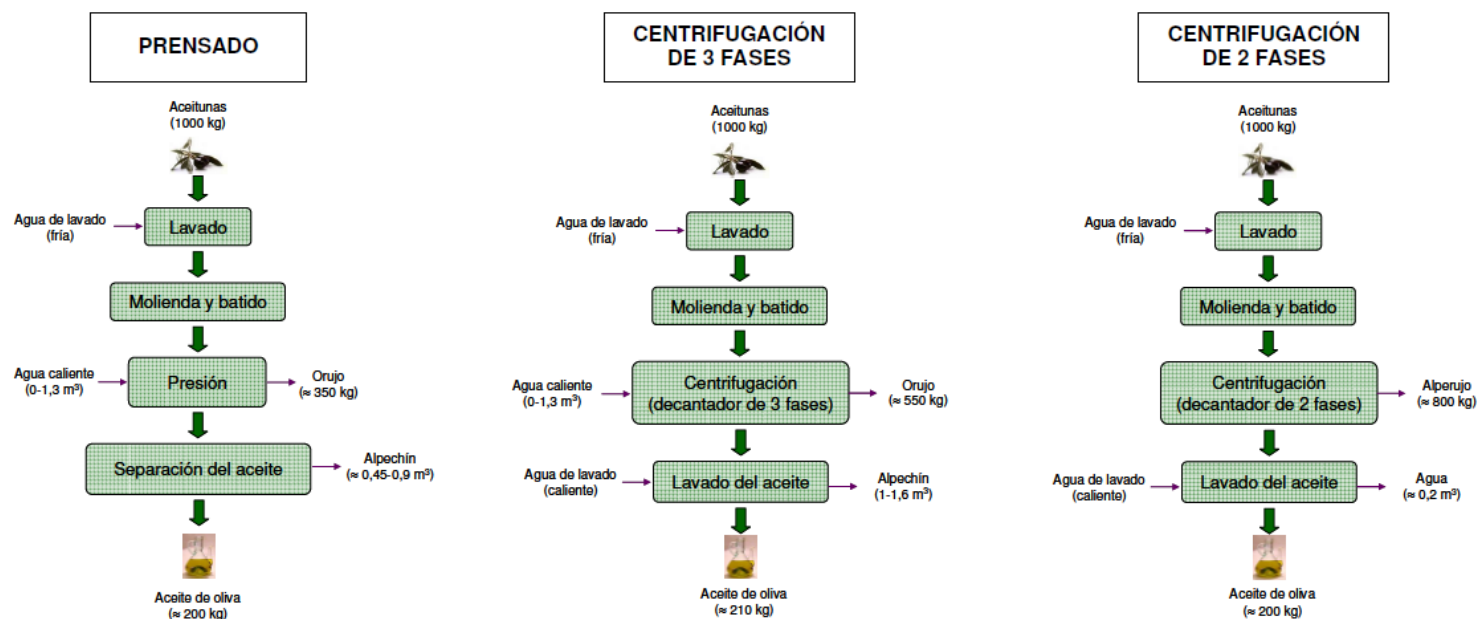 PRENSADO
Aceitunas
(1000 kg)
Agua de lavado
(fría)
Lavado
Molienda y batido
Agua caliente
(0-1,3 m³)
Presión
Orujo
(≈ 350 kg)
Separación del aceite
Alpechín
(≈ 0,45-0,9 m³)
Aceite de oliva
(≈ 200 kg)
CENTRIFUGACIÓN
DE 3 FASES
Aceitunas
(1000 kg)
Agua de lavado
(fría)
Lavado
Molienda y batido
Agua caliente
(0-1,3 m³)
Centrifugación
(decantador de 3 fases)
Orujo
(≈ 550 kg)
Agua de lavado
(caliente)
Lavado del aceite
Alpechín
(1-1,6 m³)
Aceite de oliva
(≈ 210 kg)
CENTRIFUGACIÓN
DE 2 FASES
Aceitunas
(1000 kg)
Agua de lavado
(fría)
Lavado
Molienda y batido
Centrifugación
(decantador de 2 fases)
Alperujo
(≈ 800 kg)
Agua de lavado
(caliente)
Lavado del aceite
Agua
(≈ 0,2 m³)
Aceite de oliva
(≈ 200 kg)